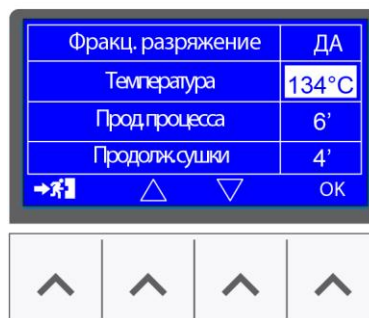 Фракц. разряжение ДА
Температура 134°C
Прод.процесса 6'
Продолж.сушки 4'
OK